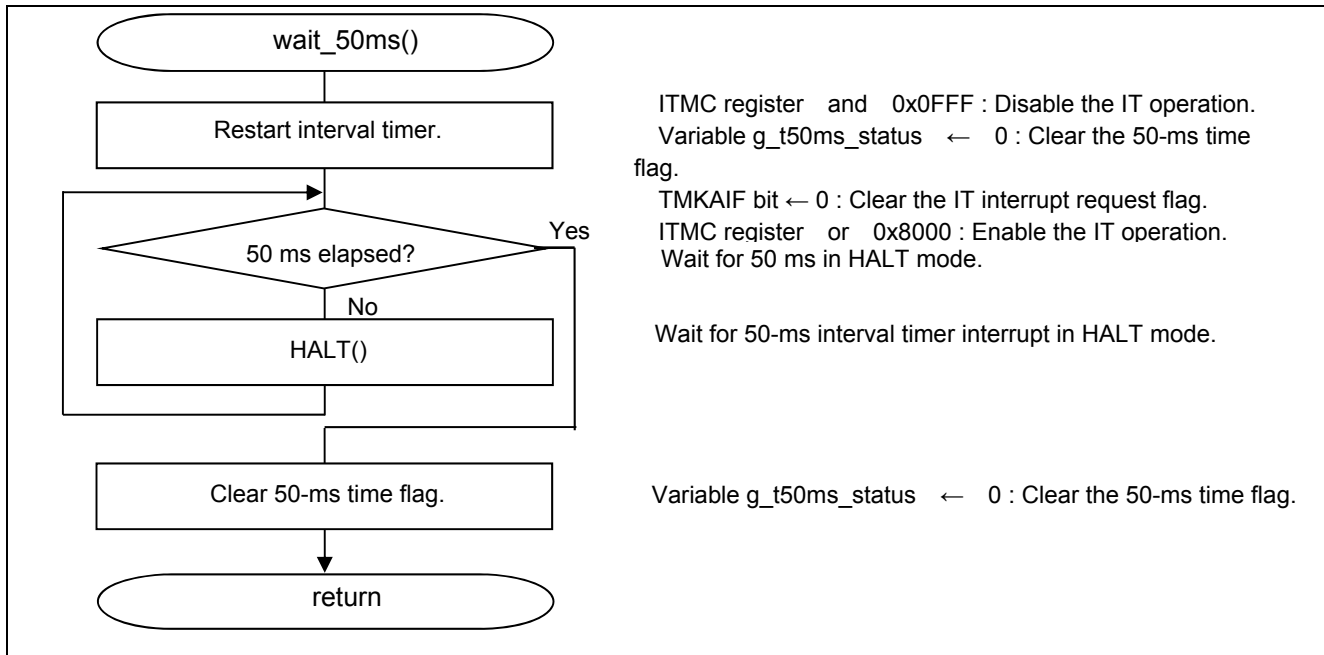 wait_50ms()
Restart interval timer.
ITMC register and 0x0FFF : Disable the IT operation.
Variable g_t50ms_status ← 0 : Clear the 50-ms time
flag.
TMKAIF bit ← 0 : Clear the IT interrupt request flag.
ITMC register or 0x8000 : Enable the IT operation.
50 ms elapsed?
Yes
Wait for 50 ms in HALT mode.
No
HALT()
Wait for 50-ms interval timer interrupt in HALT mode.
Clear 50-ms time flag.
Variable g_t50ms_status ← 0 : Clear the 50-ms time flag.
return